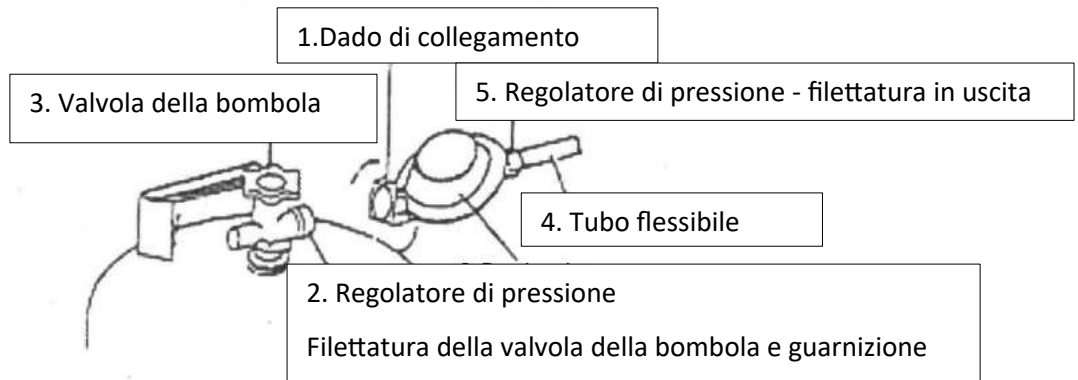 1.Dado di collegamento
3. Valvola della bombola
5. Regolatore di pressione - filettatura in uscita
4. Tubo flessibile
2. Regolatore di pressione
Filettatura della valvola della bombola e guarnizione